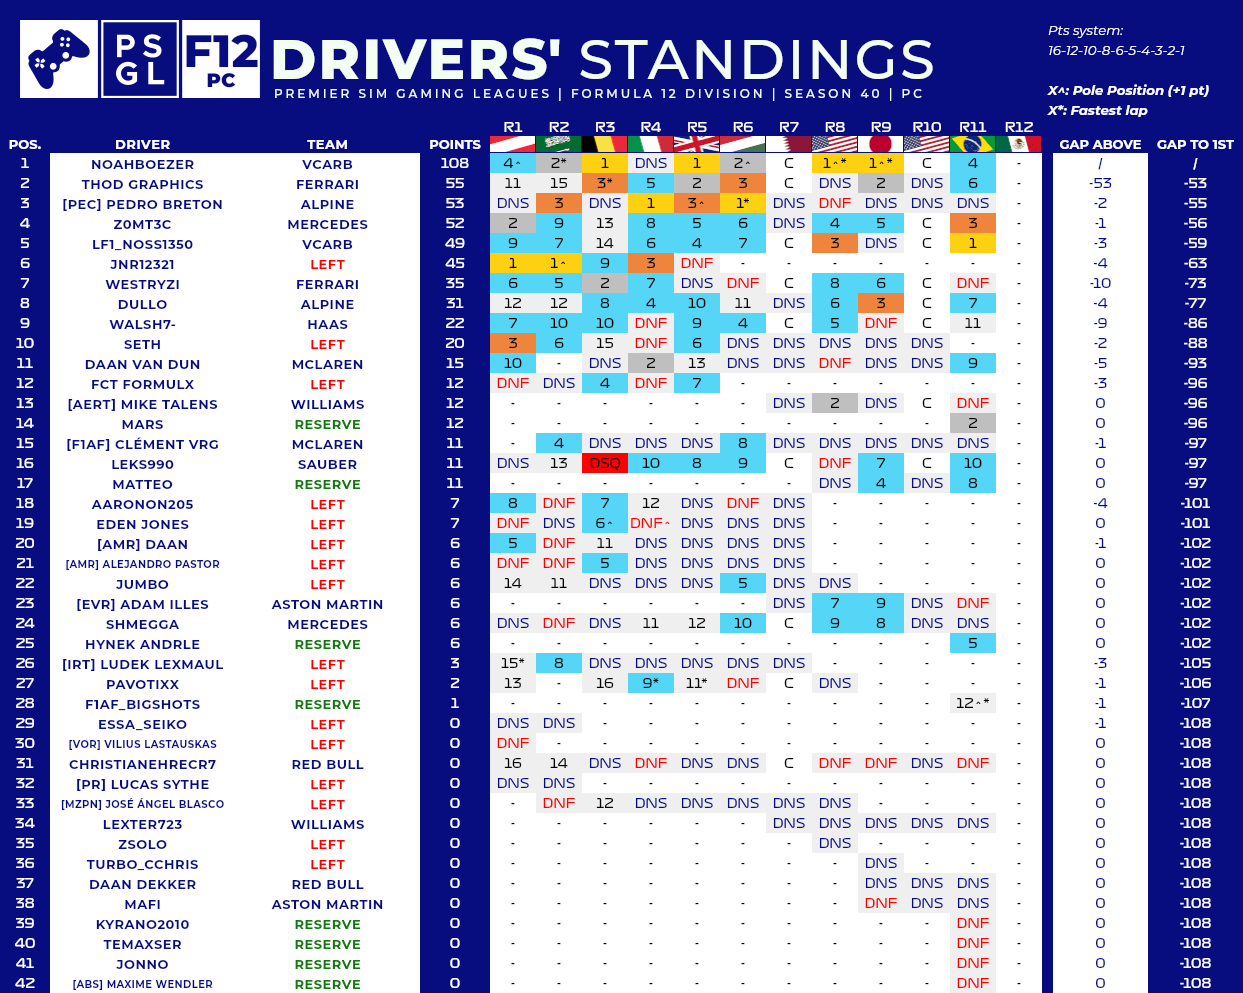 PS
GL
F12
PC
DRIVERS' STANDINGS
PREMIER SIM GAMING LEAGUES | FORMULA 12 DIVISION | SEASON 40 | PC
Pts system:
16-12-10-8-6-5-4-3-2-1
X^: Pole Position (+1 pt)
X*: Fastest lap
POS. DRIVER TEAM POINTS R1 R2 R3 R4 R5 R6 R7 R8 R9 R10 R11 R12 GAP ABOVE GAP TO 1ST
1 NOAHBOEZER VCARB 108 4^ 2* 1 DNS 1 2^ C 1^* 1^* C 4 - / /
2 THOD GRAPHICS FERRARI 55 11 15 3* 5 2 3 C DNS 2 DNS 6 - -53 -53
3 [PEC] PEDRO BRETON ALPINE 53 DNS 3 DNS 1 3^ 1* DNS DNF DNS DNS DNS - -2 -55
4 Z0MT3C MERCEDES 52 2 9 13 8 5 6 DNS 4 5 C 3 - -1 -56
5 LF1_NOSS1350 VCARB 49 9 7 14 6 4 7 C 3 DNS C 1 - -3 -59
6 JNR12321 LEFT 45 1 1^ 9 3 DNF - - - - - - - -4 -63
7 WESTRYZI FERRARI 35 6 5 2 7 DNS DNF C 8 6 C DNF - -10 -73
8 DULLO ALPINE 31 12 12 8 4 10 11 DNS 6 3 C 7 - -4 -77
9 WALSH7- HAAS 22 7 10 10 DNF 9 4 C 5 DNF C 11 - -9 -86
10 SETH LEFT 20 3 6 15 DNF 6 DNS DNS DNS DNS DNS - - -2 -88
11 DAAN VAN DUN MCLAREN 15 10 - DNS 2 13 DNS DNS DNF DNS DNS 9 - -5 -93
12 FCT FORMULX LEFT 12 DNF DNS 4 DNF 7 - - - - - - - -3 -96
13 [AERT] MIKE TALENS WILLIAMS 12 - - - - - - DNS 2 DNS C DNF - 0 -96
14 MARS RESERVE 12 - - - - - - - - - - 2 - 0 -96
15 [F1AF] CLÉMENT VRG MCLAREN 11 - 4 DNS DNS DNS 8 DNS DNS DNS DNS DNS - -1 -97
16 LEKS990 SAUBER 11 DNS 13 DSQ 10 8 9 C DNF 7 C 10 - 0 -97
17 MATTEO RESERVE 11 - - - - - - - DNS 4 DNS 8 - 0 -97
18 AARONON205 LEFT 7 8 DNF 7 12 DNS DNF DNS - - - - - -4 -101
19 EDEN JONES LEFT 7 DNF DNS 6^ DNF^ DNS DNS DNS - - - - - 0 -101
20 [AMR] DAAN LEFT 6 5 DNF 11 DNS DNS DNS DNS - - - - - -1 -102
21 [AMR] ALEJANDRO PASTOR LEFT 6 DNF DNF 5 DNS DNS DNS DNS - - - - - 0 -102
22 JUMBO LEFT 6 14 11 DNS DNS DNS 5 DNS DNS - - - - 0 -102
23 [EVR] ADAM ILLES ASTON MARTIN 6 - - - - - - DNS 7 9 DNS DNF - 0 -102
24 SHMEGGA MERCEDES 6 DNS DNF DNS 11 12 10 C 9 8 DNS DNS - 0 -102
25 HYNEK ANDRLE RESERVE 6 - - - - - - - - - - 5 - 0 -102
26 [IRT] LUDEK LEXMAUL LEFT 3 15* 8 DNS DNS DNS DNS DNS - - - - - -3 -105
27 PAVOTIXX LEFT 2 13 - 16 9* 11* DNF C DNS - - - - -1 -106
28 F1AF_BIGSHOTS RESERVE 1 - - - - - - - - - - 12^* - -1 -107
29 ESSA_SEIKO LEFT 0 DNS DNS - - - - - - - - - - -1 -108
30 [VOR] VILIUS LASTAUSKAS LEFT 0 DNF - - - - - - - - - - - 0 -108
31 CHRISTIANEHRECR7 RED BULL 0 16 14 DNS DNF DNS DNS C DNF DNF DNS DNF - 0 -108
32 [PR] LUCAS SYTHE LEFT 0 DNS DNS - - - - - - - - - - 0 -108
33 [MZPN] JOSÉ ÁNGEL BLASCO LEFT 0 - DNF 12 DNS DNS DNS DNS DNS - - - - 0 -108
34 LEXTER723 WILLIAMS 0 - - - - - - DNS DNS DNS DNS DNS - 0 -108
35 ZSOLO LEFT 0 - - - - - - - DNS - - - - 0 -108
36 TURBO_CCHRIS LEFT 0 - - - - - - - - DNS - - - 0 -108
37 DAAN DEKKER RED BULL 0 - - - - - - - - DNS DNS DNS - 0 -108
38 MAFI ASTON MARTIN 0 - - - - - - - - DNF DNS DNS - 0 -108
39 KYRANO2010 RESERVE 0 - - - - - - - - - - DNF - 0 -108
40 TEMAXSER RESERVE 0 - - - - - - - - - - DNF - 0 -108
41 JONNO RESERVE 0 - - - - - - - - - - DNF - 0 -108
42 [ABS] MAXIME WENDLER RESERVE 0 - - - - - - - - - - DNF - 0 -108